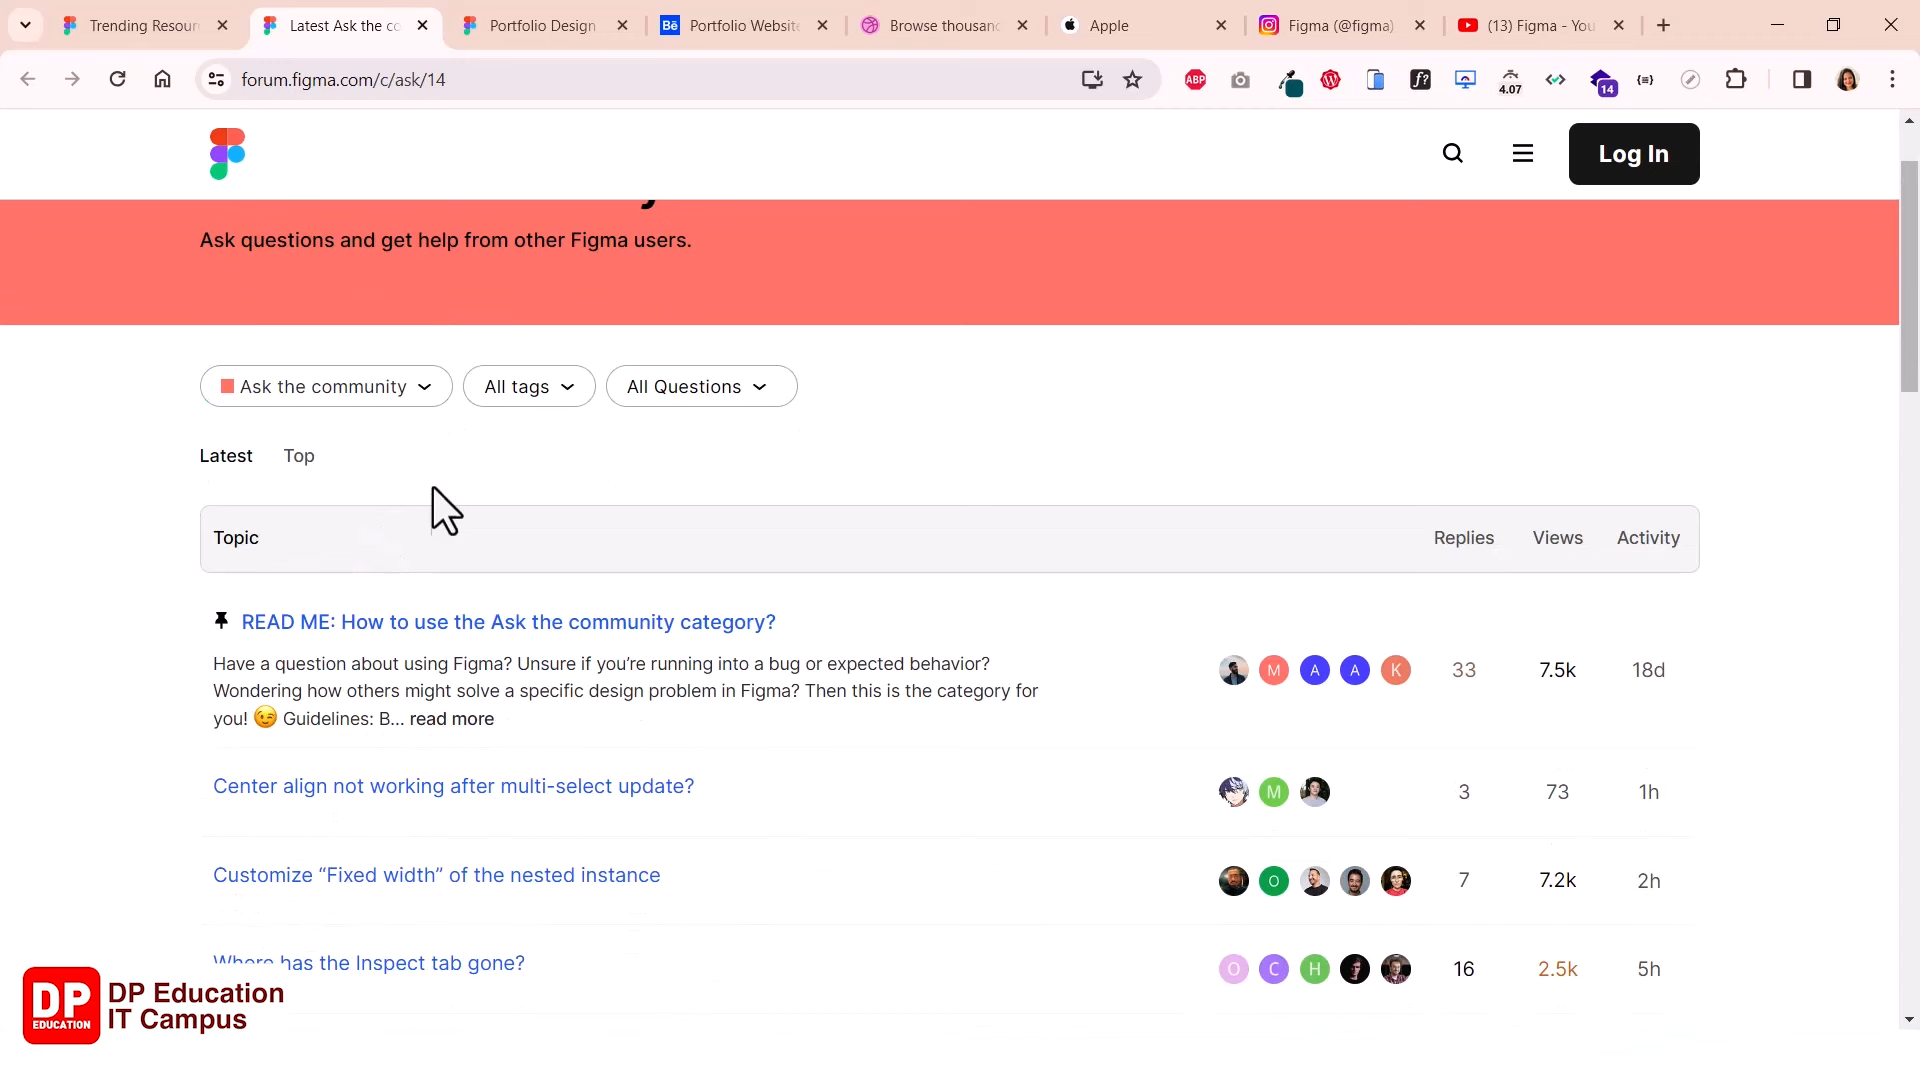 Trending Resour
Latest Ask the co
Portfolio Design
Bē Portfolio Website
Browse thousanc
Apple
Figma (@figma)
(13) Figma - You
forum.figma.com/c/ask/14
ABP
f?
4.07
14
Log In
Ask questions and get help from other Figma users.
Ask the community
All tags
All Questions
Latest Top
Topic Replies Views Activity
READ ME: How to use the Ask the community category?
Have a question about using Figma? Unsure if you’re running into a bug or expected behavior?
Wondering how others might solve a specific design problem in Figma? Then this is the category for
you! 😉 Guidelines: B... read more
M A A K 33 7.5k 18d
Center align not working after multi-select update?
M 3 73 1h
Customize “Fixed width” of the nested instance
O 7 7.2k 2h
Where has the Inspect tab gone?
O C H 16 2.5k 5h
DP
EDUCATION
DP Education
IT Campus